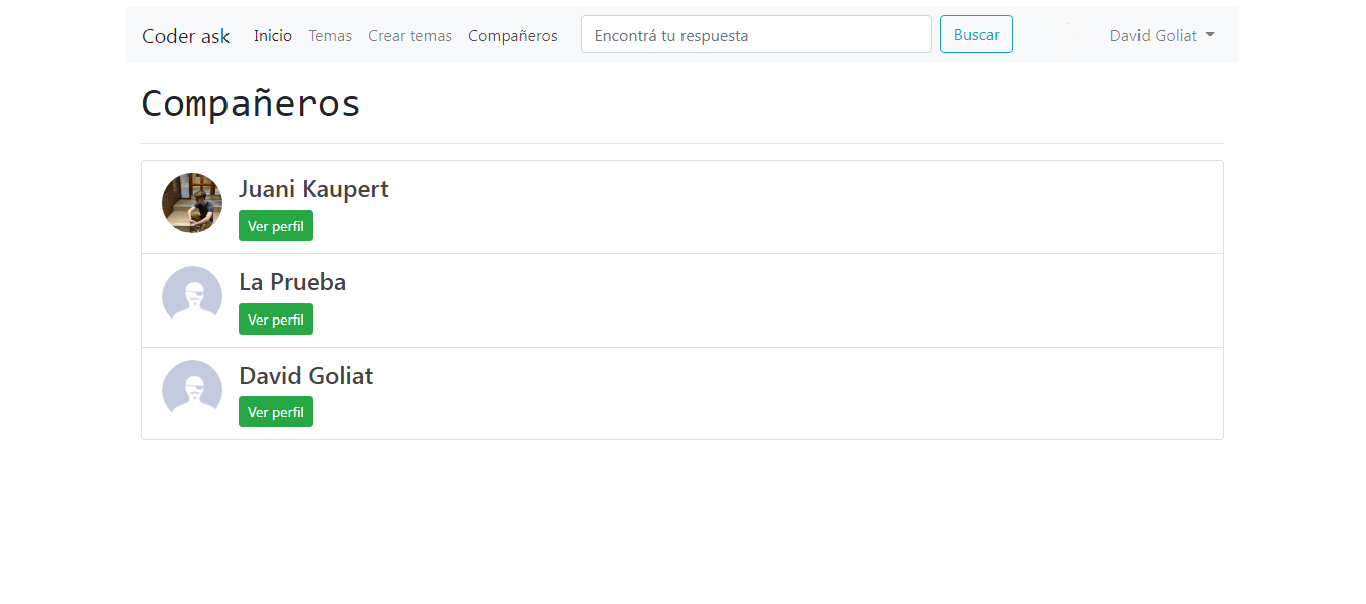 Coder ask Inicio Temas Crear temas Compañeros Encontrá tu respuesta Buscar David Goliat
Compañeros
Juani Kaupert
Ver perfil
La Prueba
Ver perfil
David Goliat
Ver perfil